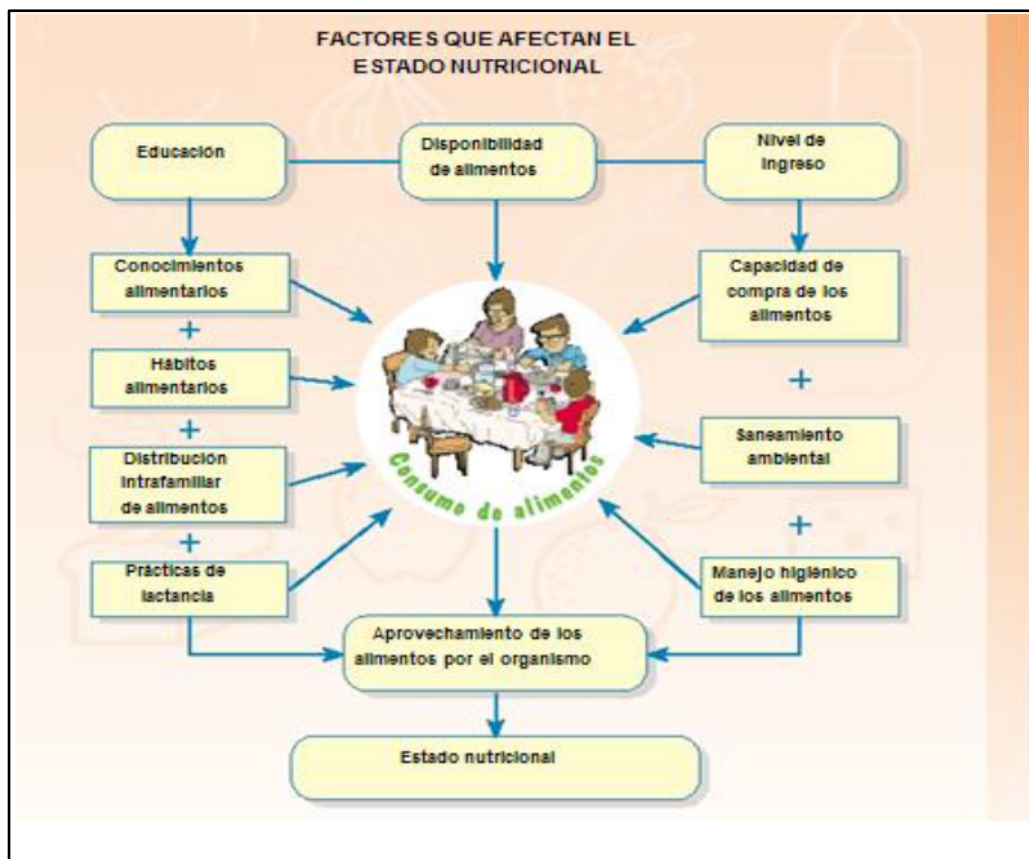 FACTORES QUE AFECTAN EL
ESTADO NUTRICIONAL
Educación
Disponibilidad
de alimentos
Nivel de
Ingreso
Conocimientos
alimentarios
+
Hábitos
alimentarios
+
Distribución
Intrafamiliar
de alimentos
+
Prácticas de
lactancia
Capacidad de
compra de los
alimentos
+
Saneamiento
ambiental
+
Manejo higiénico
de los alimentos
Consumo de alimentos
Aprovechamiento de los
alimentos por el organismo
Estado nutricional